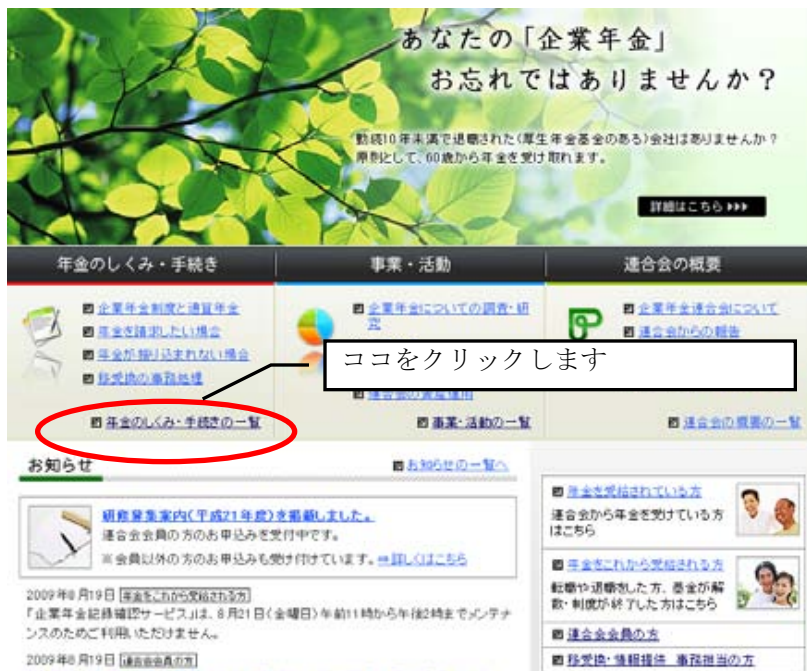 あなたの「企業年金」
お忘れではありませんか？
勤続10年未満で退職された(厚生年金基金のある)会社はありませんか？
原則として、60歳から年金を受け取れます。
詳細はこちら
年金のしくみ・手続き
事業・活動
連合会の概要
企業年金制度と通算年金
年金を請求したい場合
年金が振り込まれない場合
移受換の事務処理
年金のしくみ・手続きの一覧
企業年金についての調査・研
究
ココをクリックします
事業・活動の一覧
企業年金連合会について
連合会からの報告
連合会の概要の一覧
お知らせ
お知らせの一覧へ
研修募集案内(平成21年度)を掲載しました。
連合会会員の方のお申込みを受付中です。
※会員以外の方のお申込みも受け付けています。⇒詳しくはこちら
2009年8月19日 年金をこれから受給される方
「企業年金記録確認サービス」は、8月21日(金曜日)午前11時から午後2時までメンテナ
ンスのためご利用いただけません。
2009年8月19日 連合会会員の方
年金を受給されている方
連合会から年金を受けている方
はこちら
年金をこれから受給される方
転職や退職をした方、基金が解
散・制度が終了した方はこちら
連合会会員の方
移受換・情報提供 事務担当の方